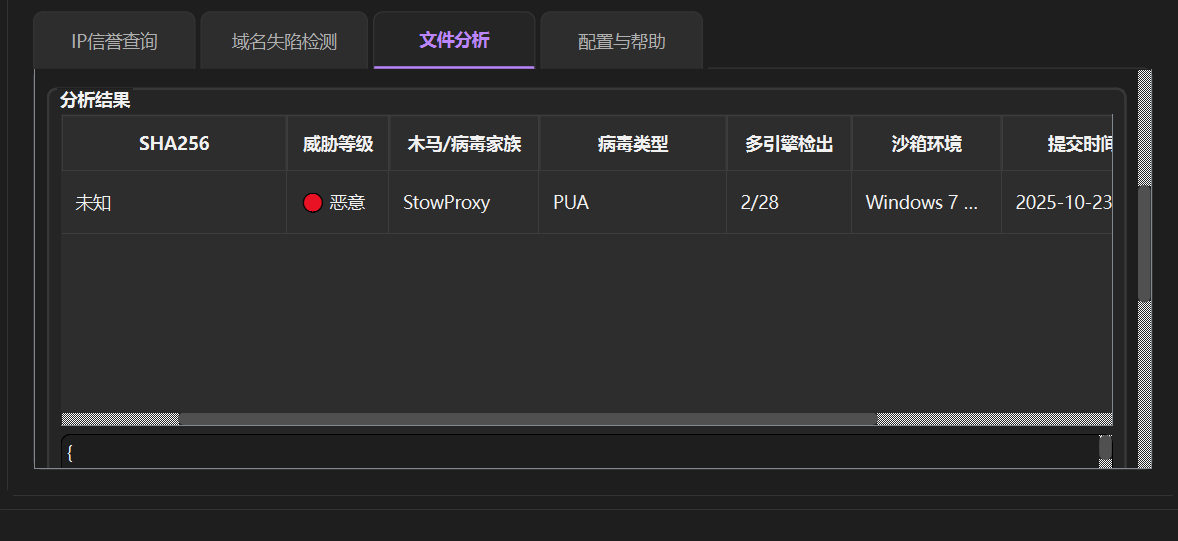 IP信誉查询 域名失陷检测 文件分析 配置与帮助
分析结果
SHA256 威胁等级 木马/病毒家族 病毒类型 多引擎检出 沙箱环境 提交时间
未知 恶意 StowProxy PUA 2/28 Windows 7 ... 2025-10-23
{